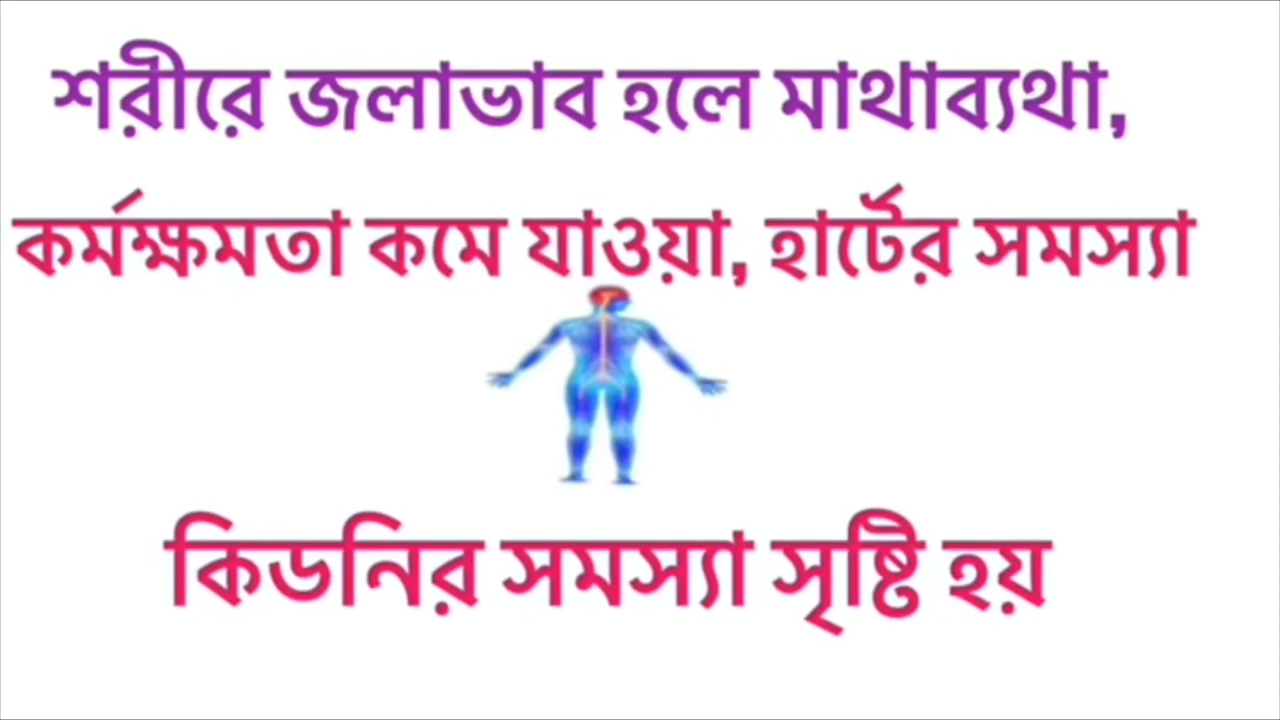 শরীরে জলাভাব হলে মাথাব্যথা,
কর্মক্ষমতা কমে যাওয়া, হার্টের সমস্যা
কিডনির সমস্যা সৃষ্টি হয়